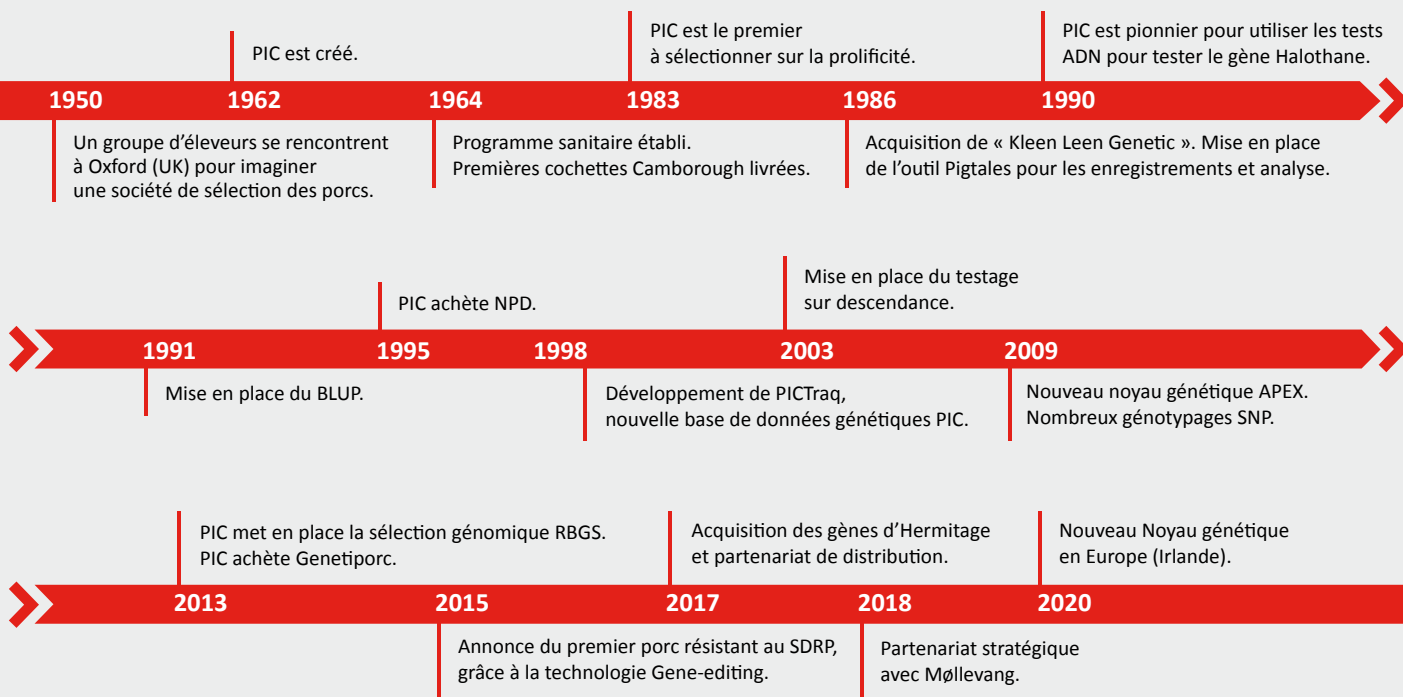 PIC est créé.
PIC est le premier
à sélectionner sur la prolificité.
PIC est pionnier pour utiliser les tests
ADN pour tester le gène Halothane.
1950 1962 1964 1983 1986 1990
Un groupe d’éleveurs se rencontrent
à Oxford (UK) pour imaginer
une société de sélection des porcs.
Programme sanitaire établi.
Premières cochettes Camborough livrées.
Acquisition de « Kleen Leen Genetic ». Mise en place
de l’outil Pigtales pour les enregistrements et analyse.
PIC achète NPD.
Mise en place du testage
sur descendance.
1991 1995 1998 2003 2009
Mise en place du BLUP.
Développement de PICTraq,
nouvelle base de données génétiques PIC.
Nouveau noyau génétique APEX.
Nombreux génotypages SNP.
PIC met en place la sélection génomique RBGS.
PIC achète Genetiporc.
Acquisition des gènes d’Hermitage
et partenariat de distribution.
Nouveau Noyau génétique
en Europe (Irlande).
2013 2015 2017 2018 2020
Annonce du premier porc résistant au SDRP,
grâce à la technologie Gene-editing.
Partenariat stratégique
avec Møllevang.